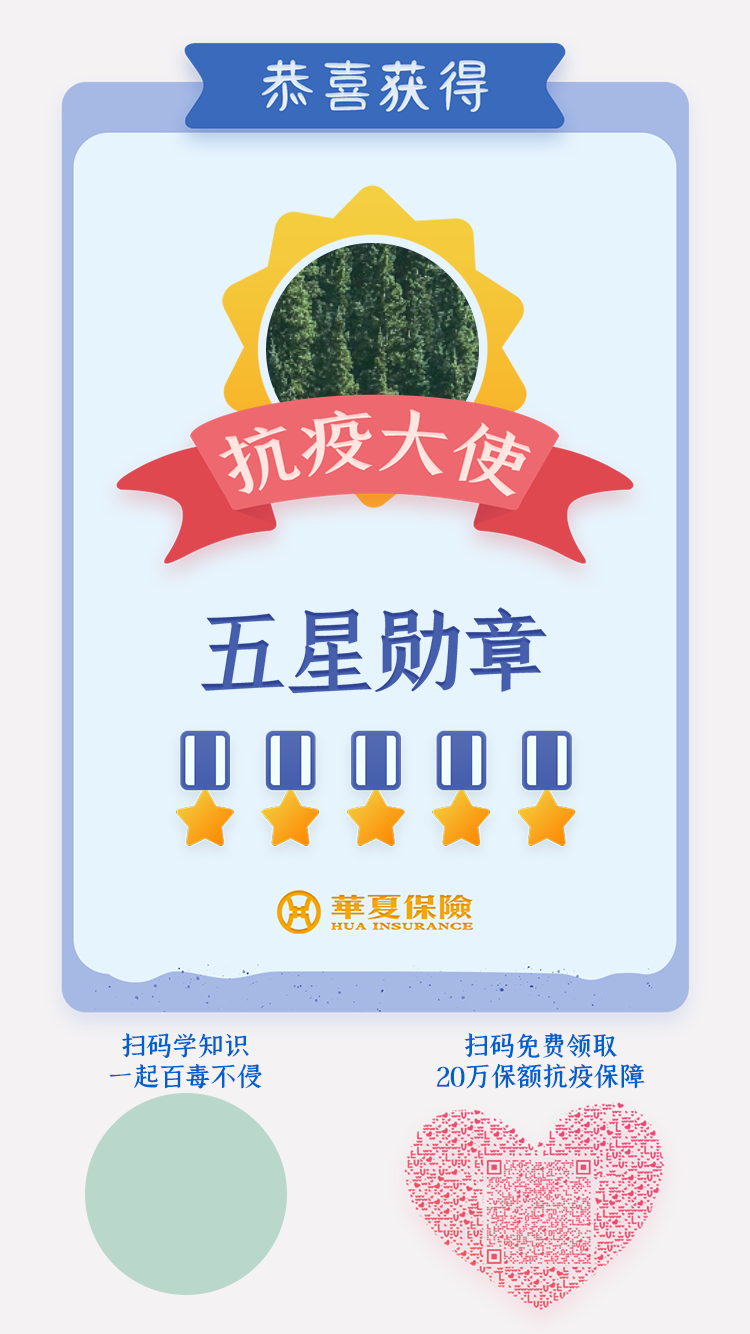 恭喜获得
抗疫大使
五星勋章
華夏保險
HUA INSURANCE
扫码学知识
一起百毒不侵
扫码免费领取
20万保额抗疫保障